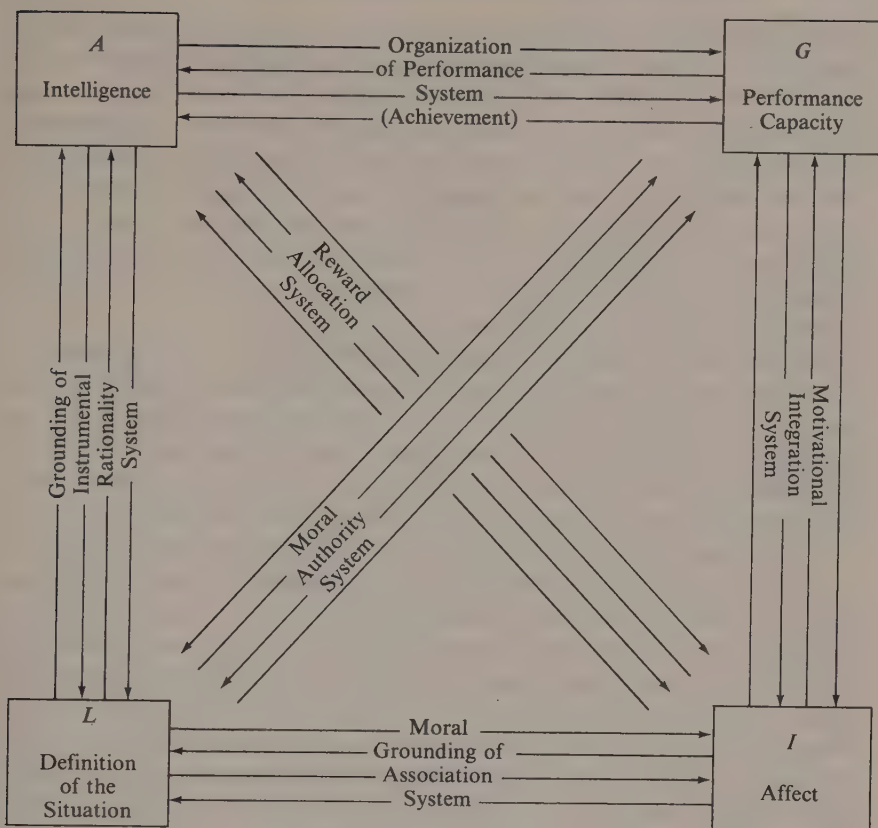 A
Intelligence
Organization
of Performance
System
(Achievement)
G
Performance
Capacity
Reward
Allocation
System
Grounding of
Instrumental
Rationality
System
Motivational
Integration
System
Moral
Authority
System
L
Definition
of the
Situation
Moral
Grounding of
Association
System
I
Affect